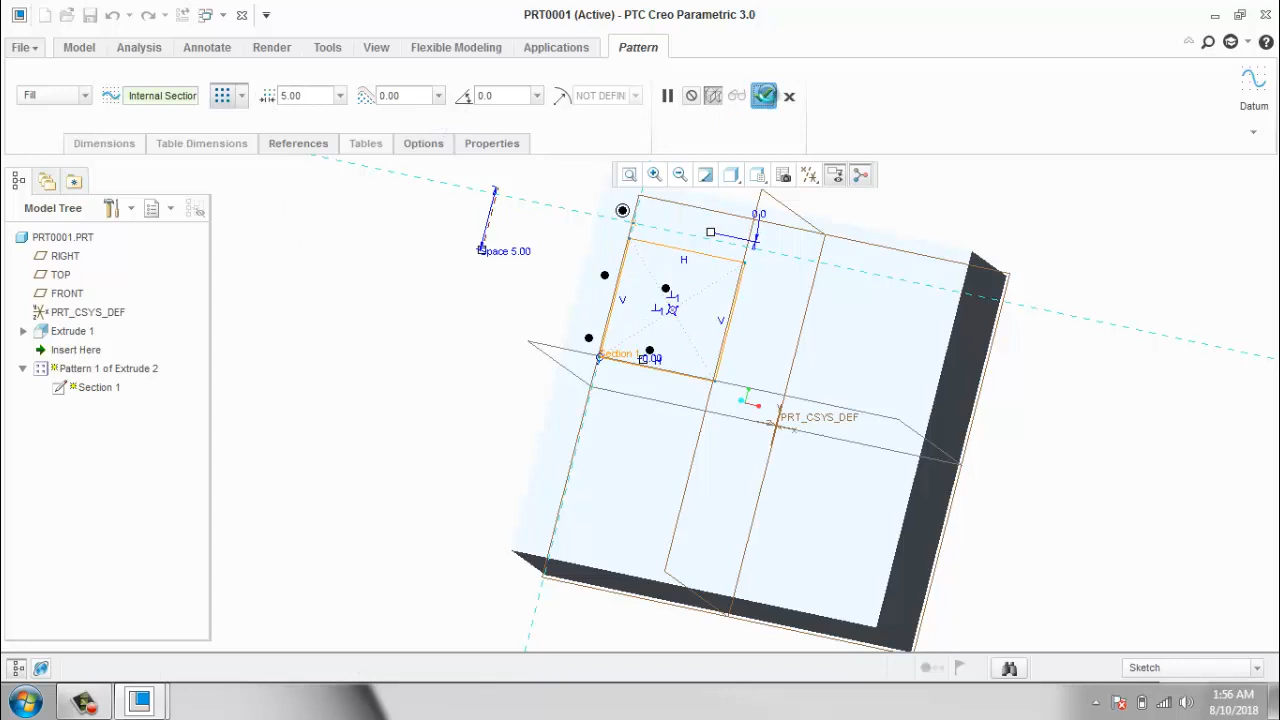 PRT0001 (Active) - PTC Creo Parametric 3.0
File Model Analysis Annotate Render Tools View Flexible Modeling Applications Pattern
Fill Internal Section 5.00 0.00 0.0 NOT DEFIN
Datum
Dimensions Table Dimensions References Tables Options Properties
Model Tree
PRT0001.PRT
RIGHT
TOP
FRONT
PRT_CSYS_DEF
Extrude 1
Insert Here
Pattern 1 of Extrude 2
Section 1
Space 5.00
0.0
H
V
V
Section 1
0.00
H
PRT_CSYS_DEF
Sketch
1:56 AM
8/10/2018